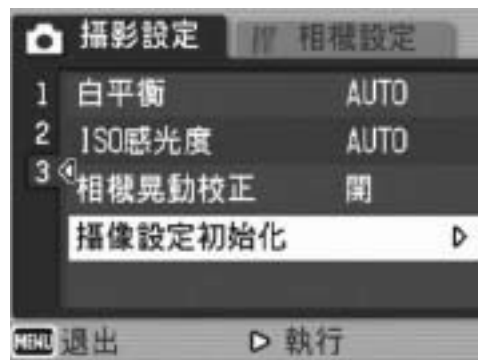 攝影設定 相機設定
1 白平衡 AUTO
2 ISO感光度 AUTO
3 相機晃動校正 開
攝像設定初始化
MENU 退出 執行